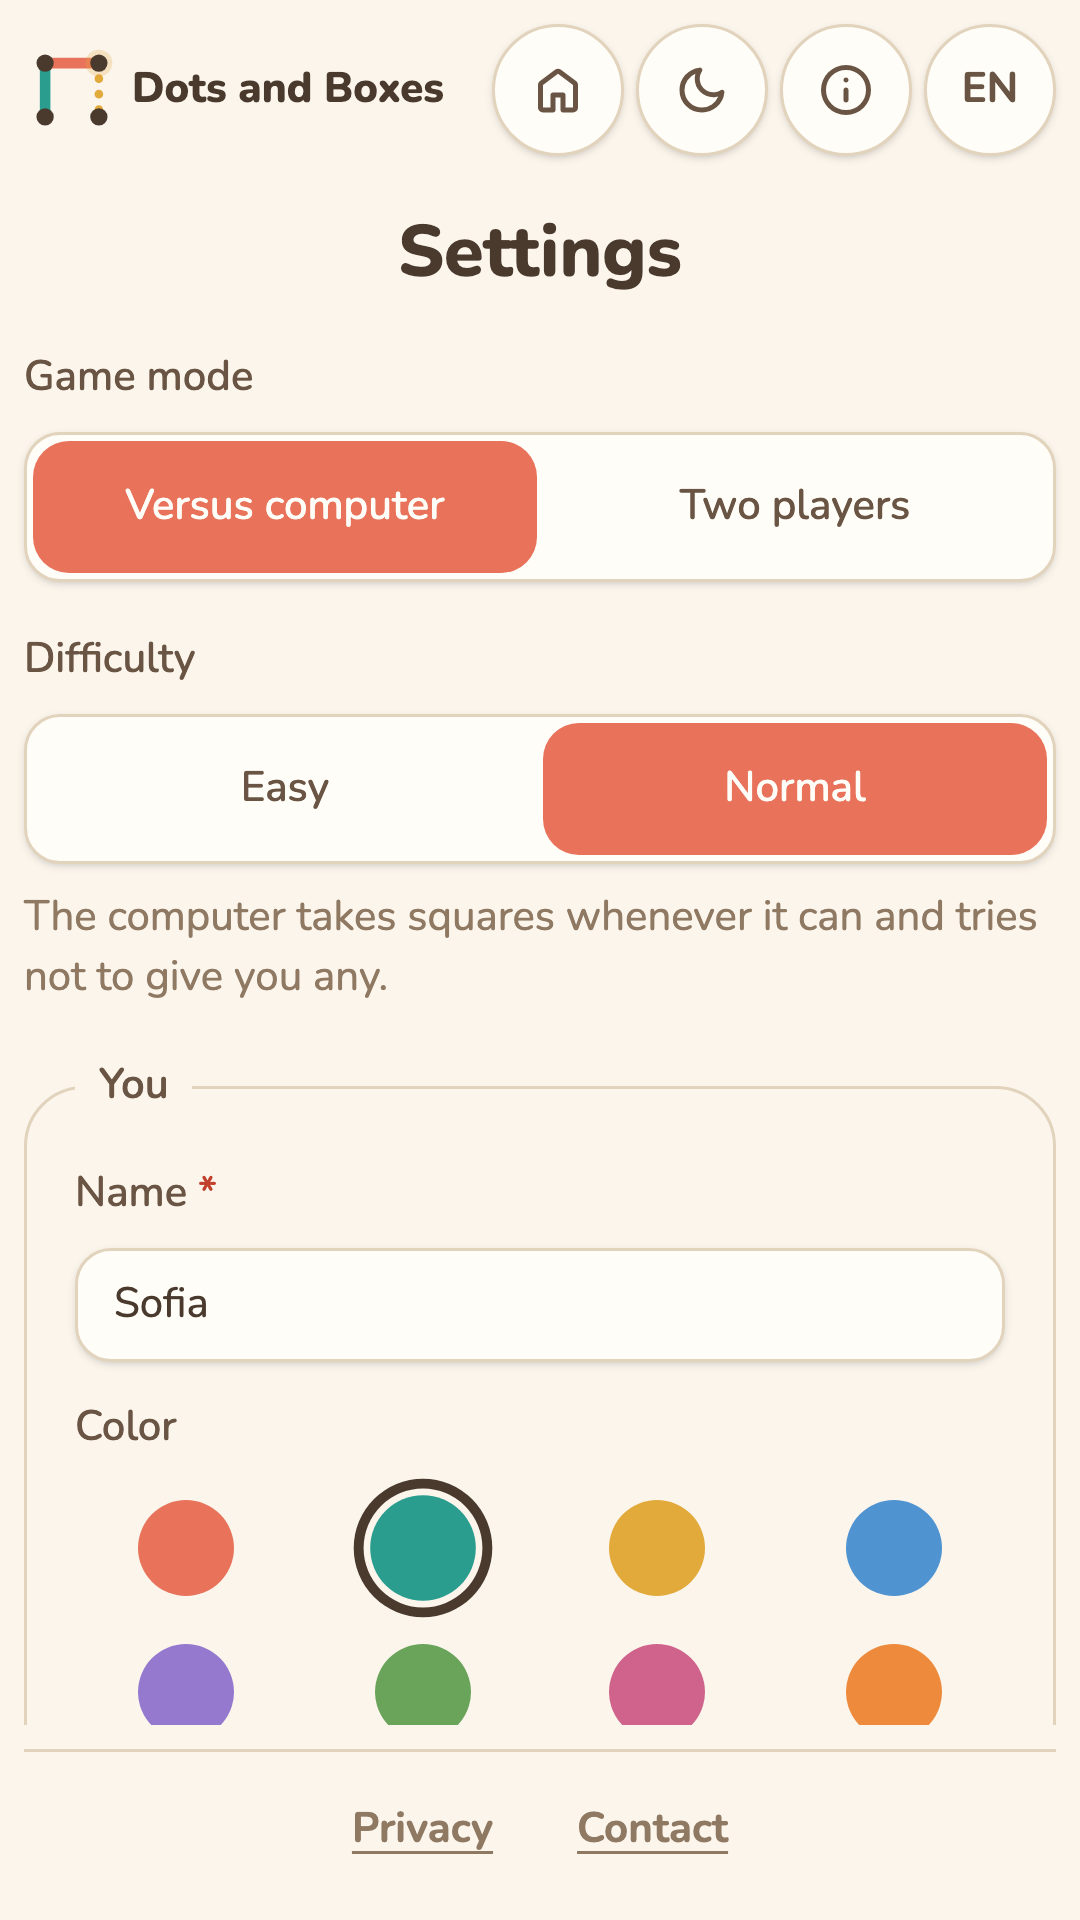 Dots and Boxes
EN
Settings
Game mode
Versus computer
Two players
Difficulty
Easy
Normal
The computer takes squares whenever it can and tries
not to give you any.
You
Name *
Sofia
Color
Privacy
Contact